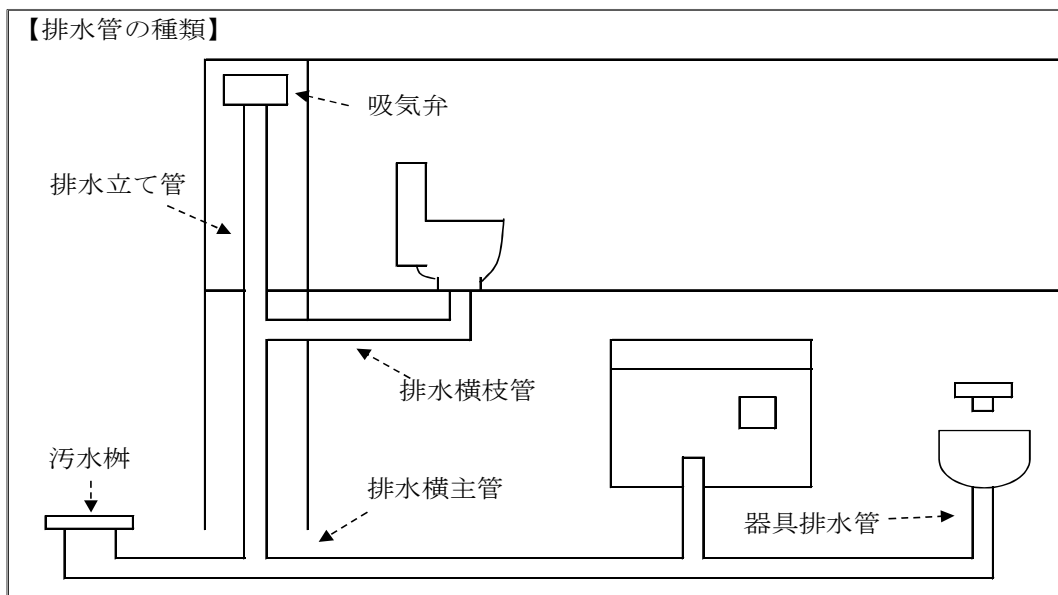 【排水管の種類】
吸気弁
排水立て管
排水横枝管
汚水桝
排水横主管
器具排水管